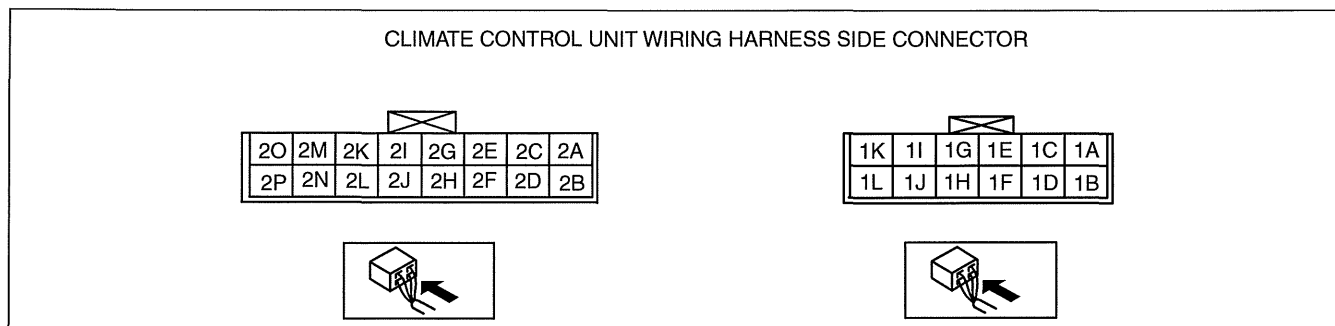 CLIMATE CONTROL UNIT WIRING HARNESS SIDE CONNECTOR
2O 2M 2K 2I 2G 2E 2C 2A
2P 2N 2L 2J 2H 2F 2D 2B
1K 1I 1G 1E 1C 1A
1L 1J 1H 1F 1D 1B